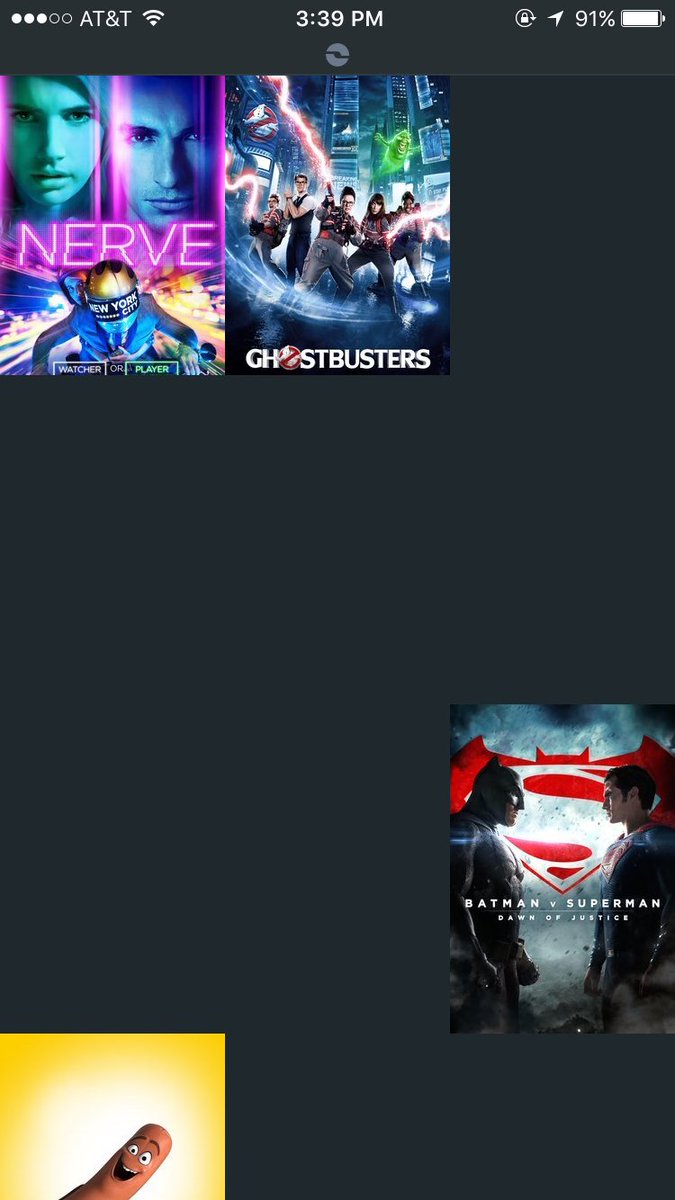 AT&T 3:39 PM 91%
NERVE
NEW YORK
CITY
WATCHER OR PLAYER
GHOSTBUSTERS
BATMAN v SUPERMAN
DAWN OF JUSTICE